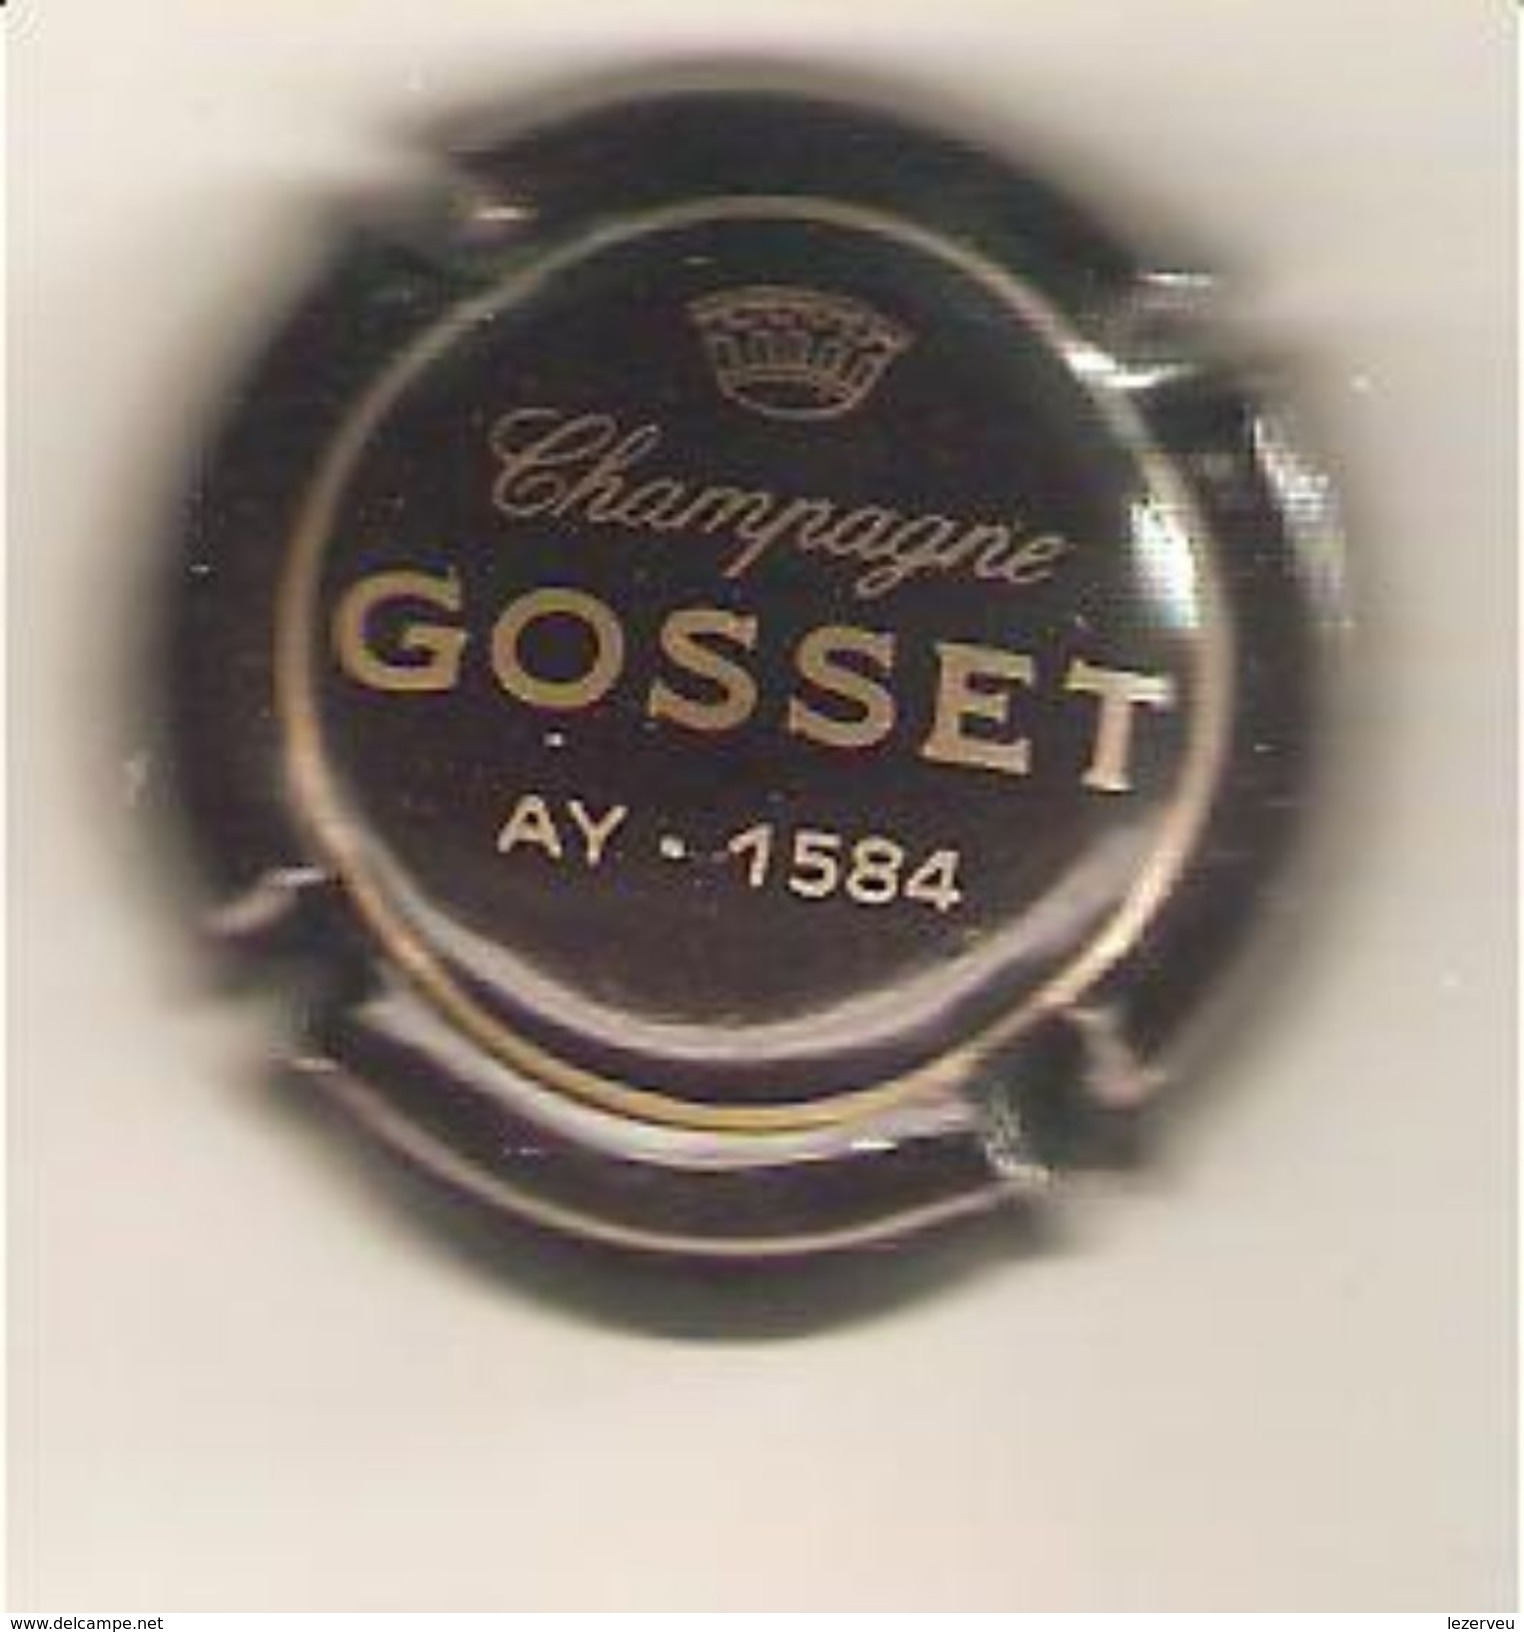 Champagne
GOSSET
AY • 1584
www.delcampe.net
lezerveu